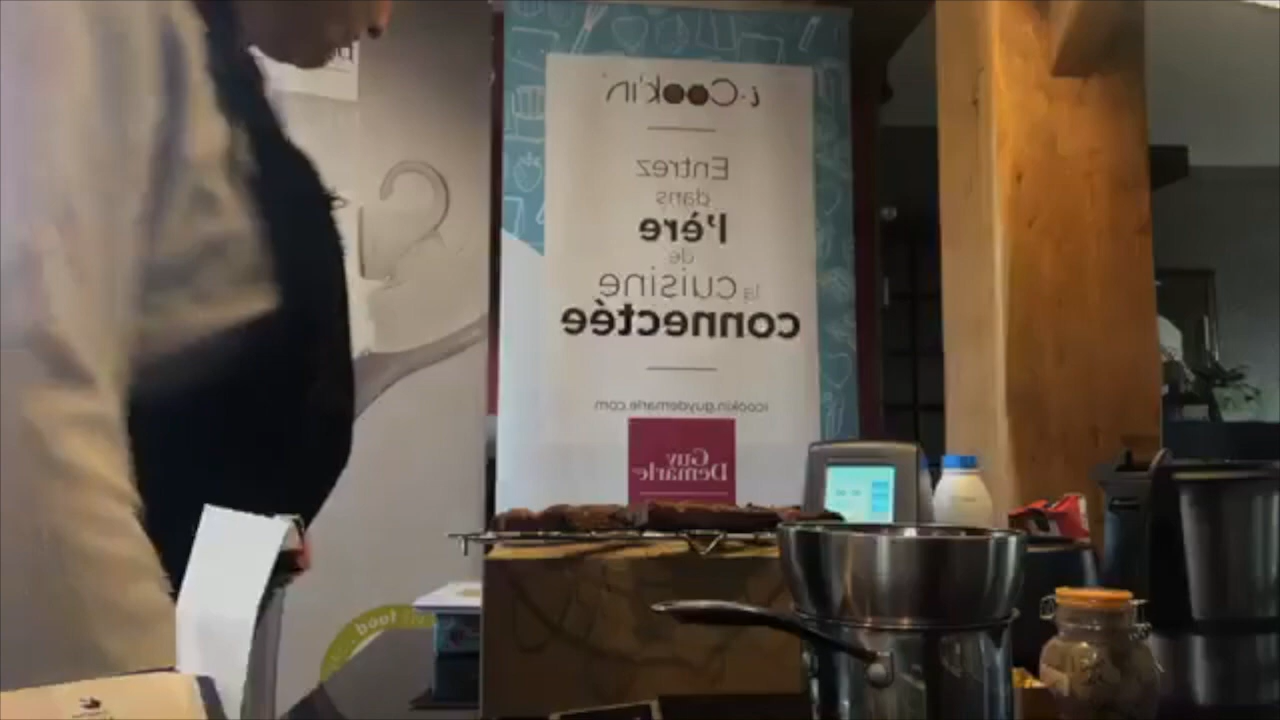 i-Cook'in
Entrez
dans
l'ère
de
la cuisine
connectée
icookin.guydemarle.com
Guy
Demarle
food